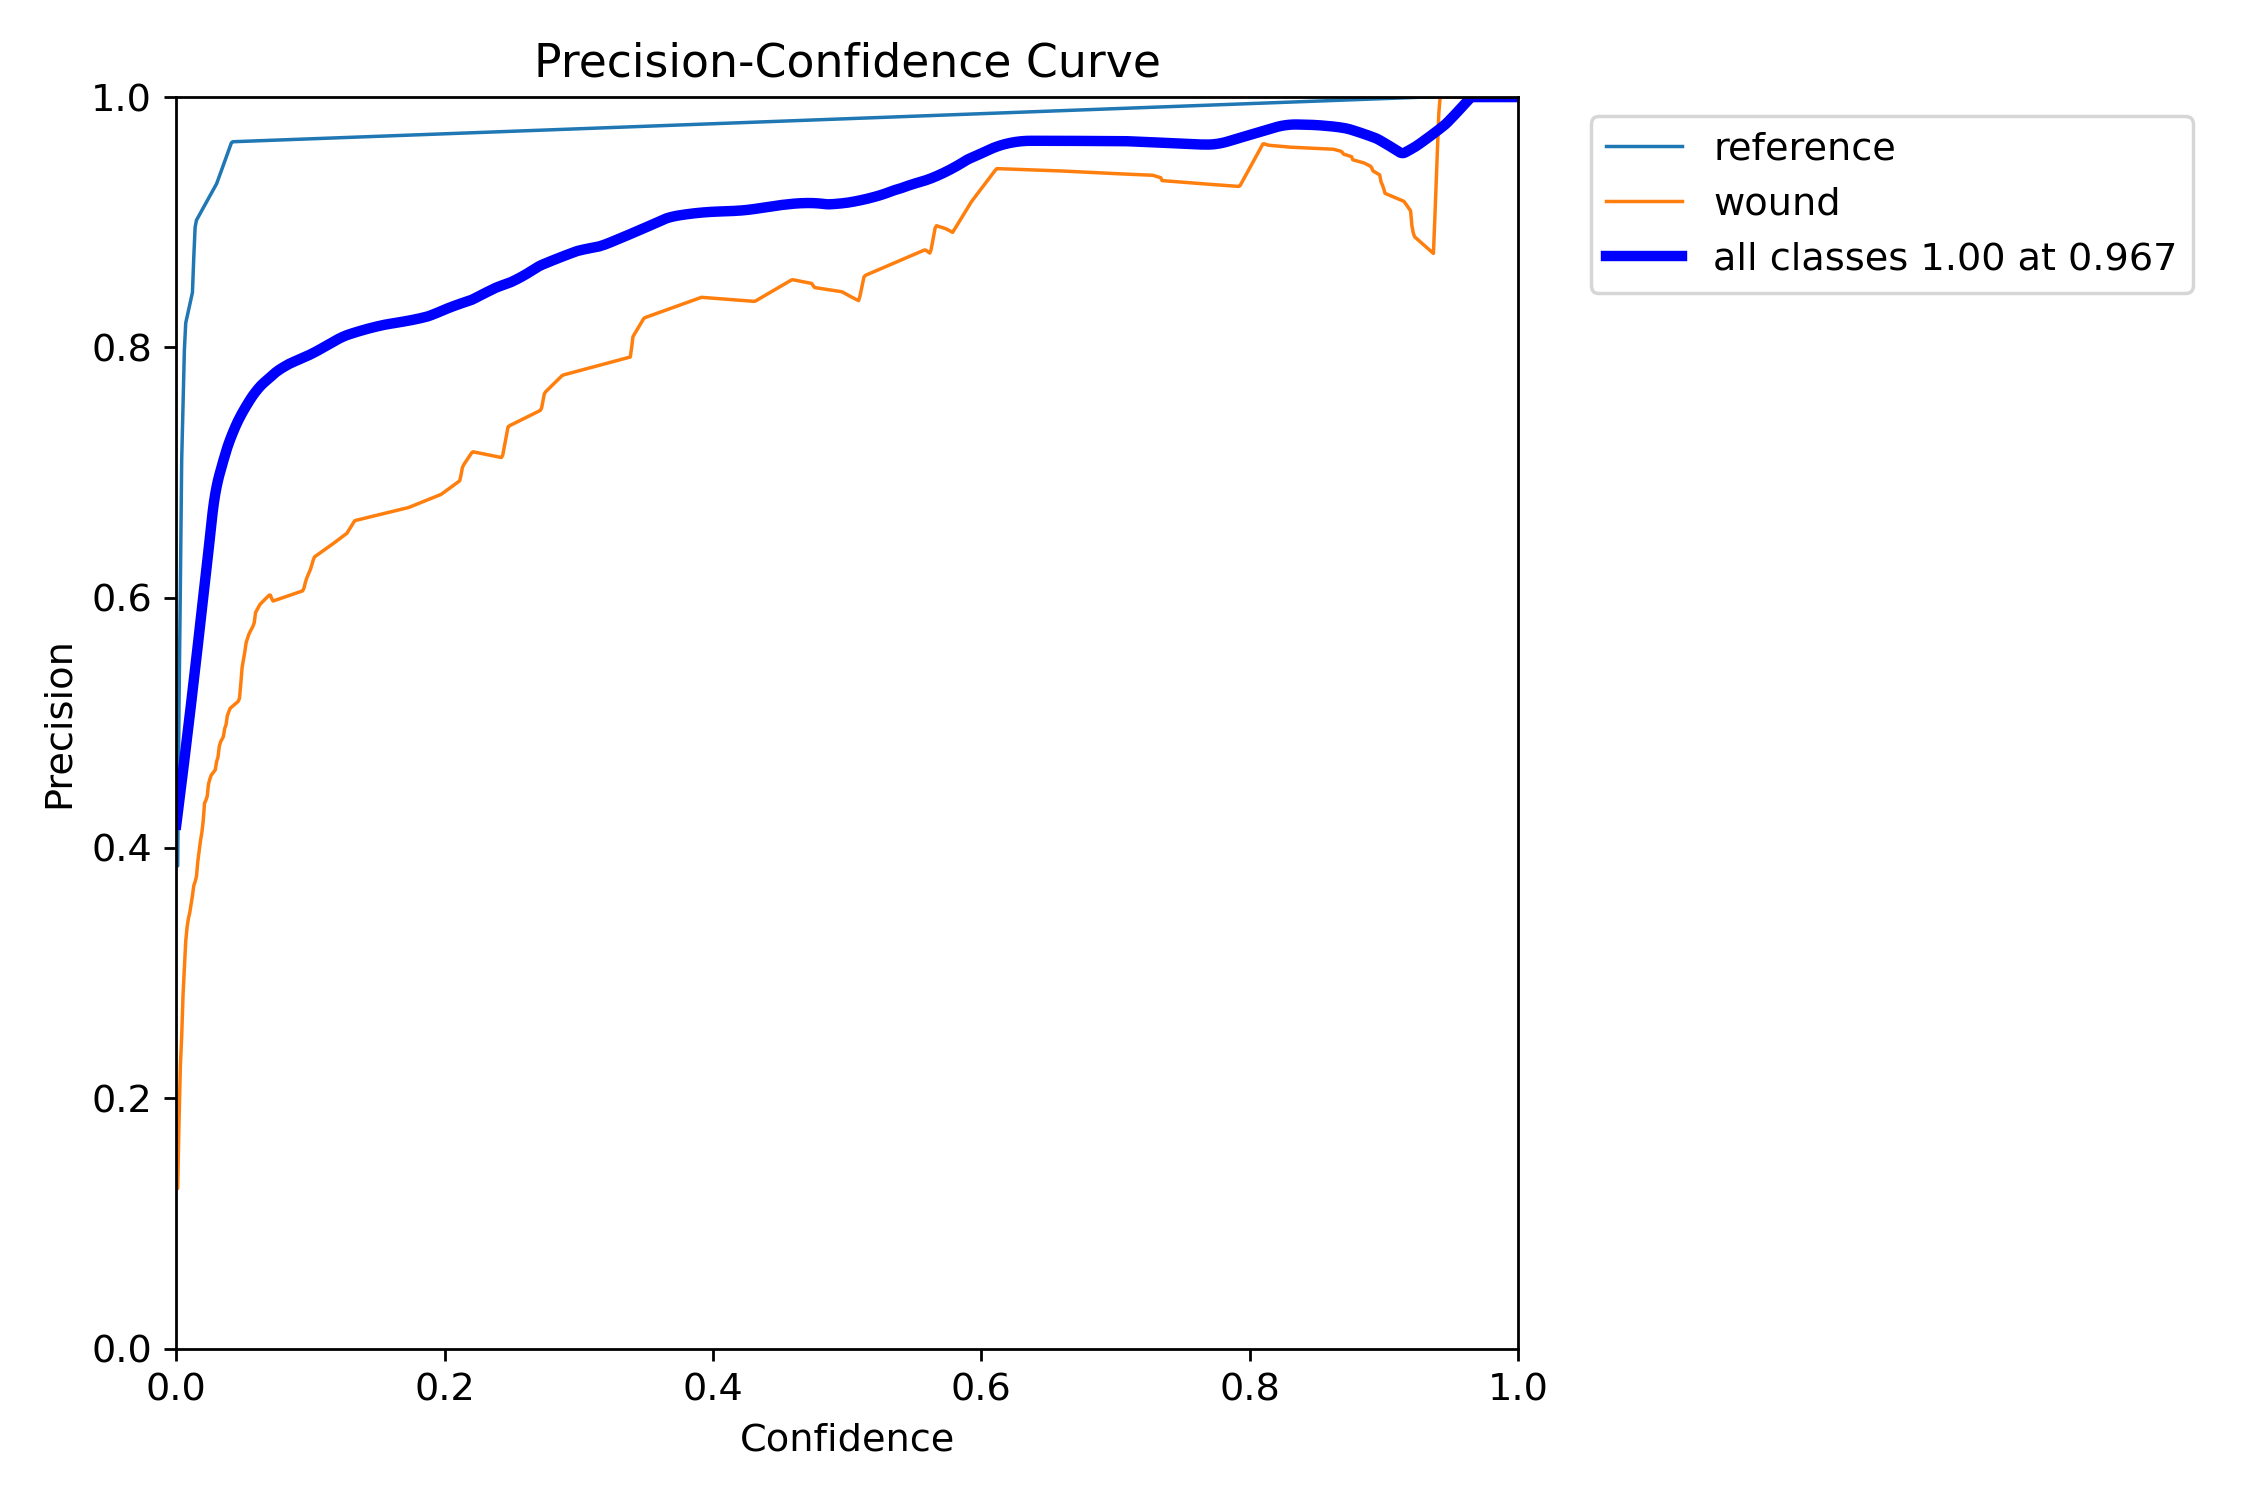 Precision-Confidence Curve
1.0
0.8
0.6
0.4
0.2
0.0
Precision
0.0 0.2 0.4 0.6 0.8 1.0
Confidence
reference
wound
all classes 1.00 at 0.967